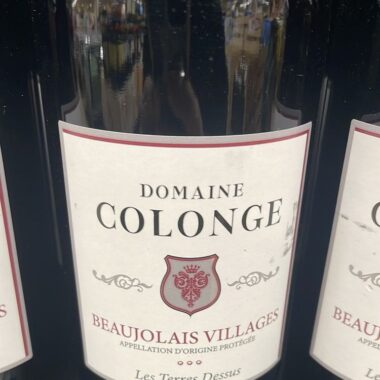 DOMAINE
COLONGE
BEAUJOLAIS VILLAGES
APPELLATION D'ORIGINE PROTÉGÉE
Les Terres Dessus